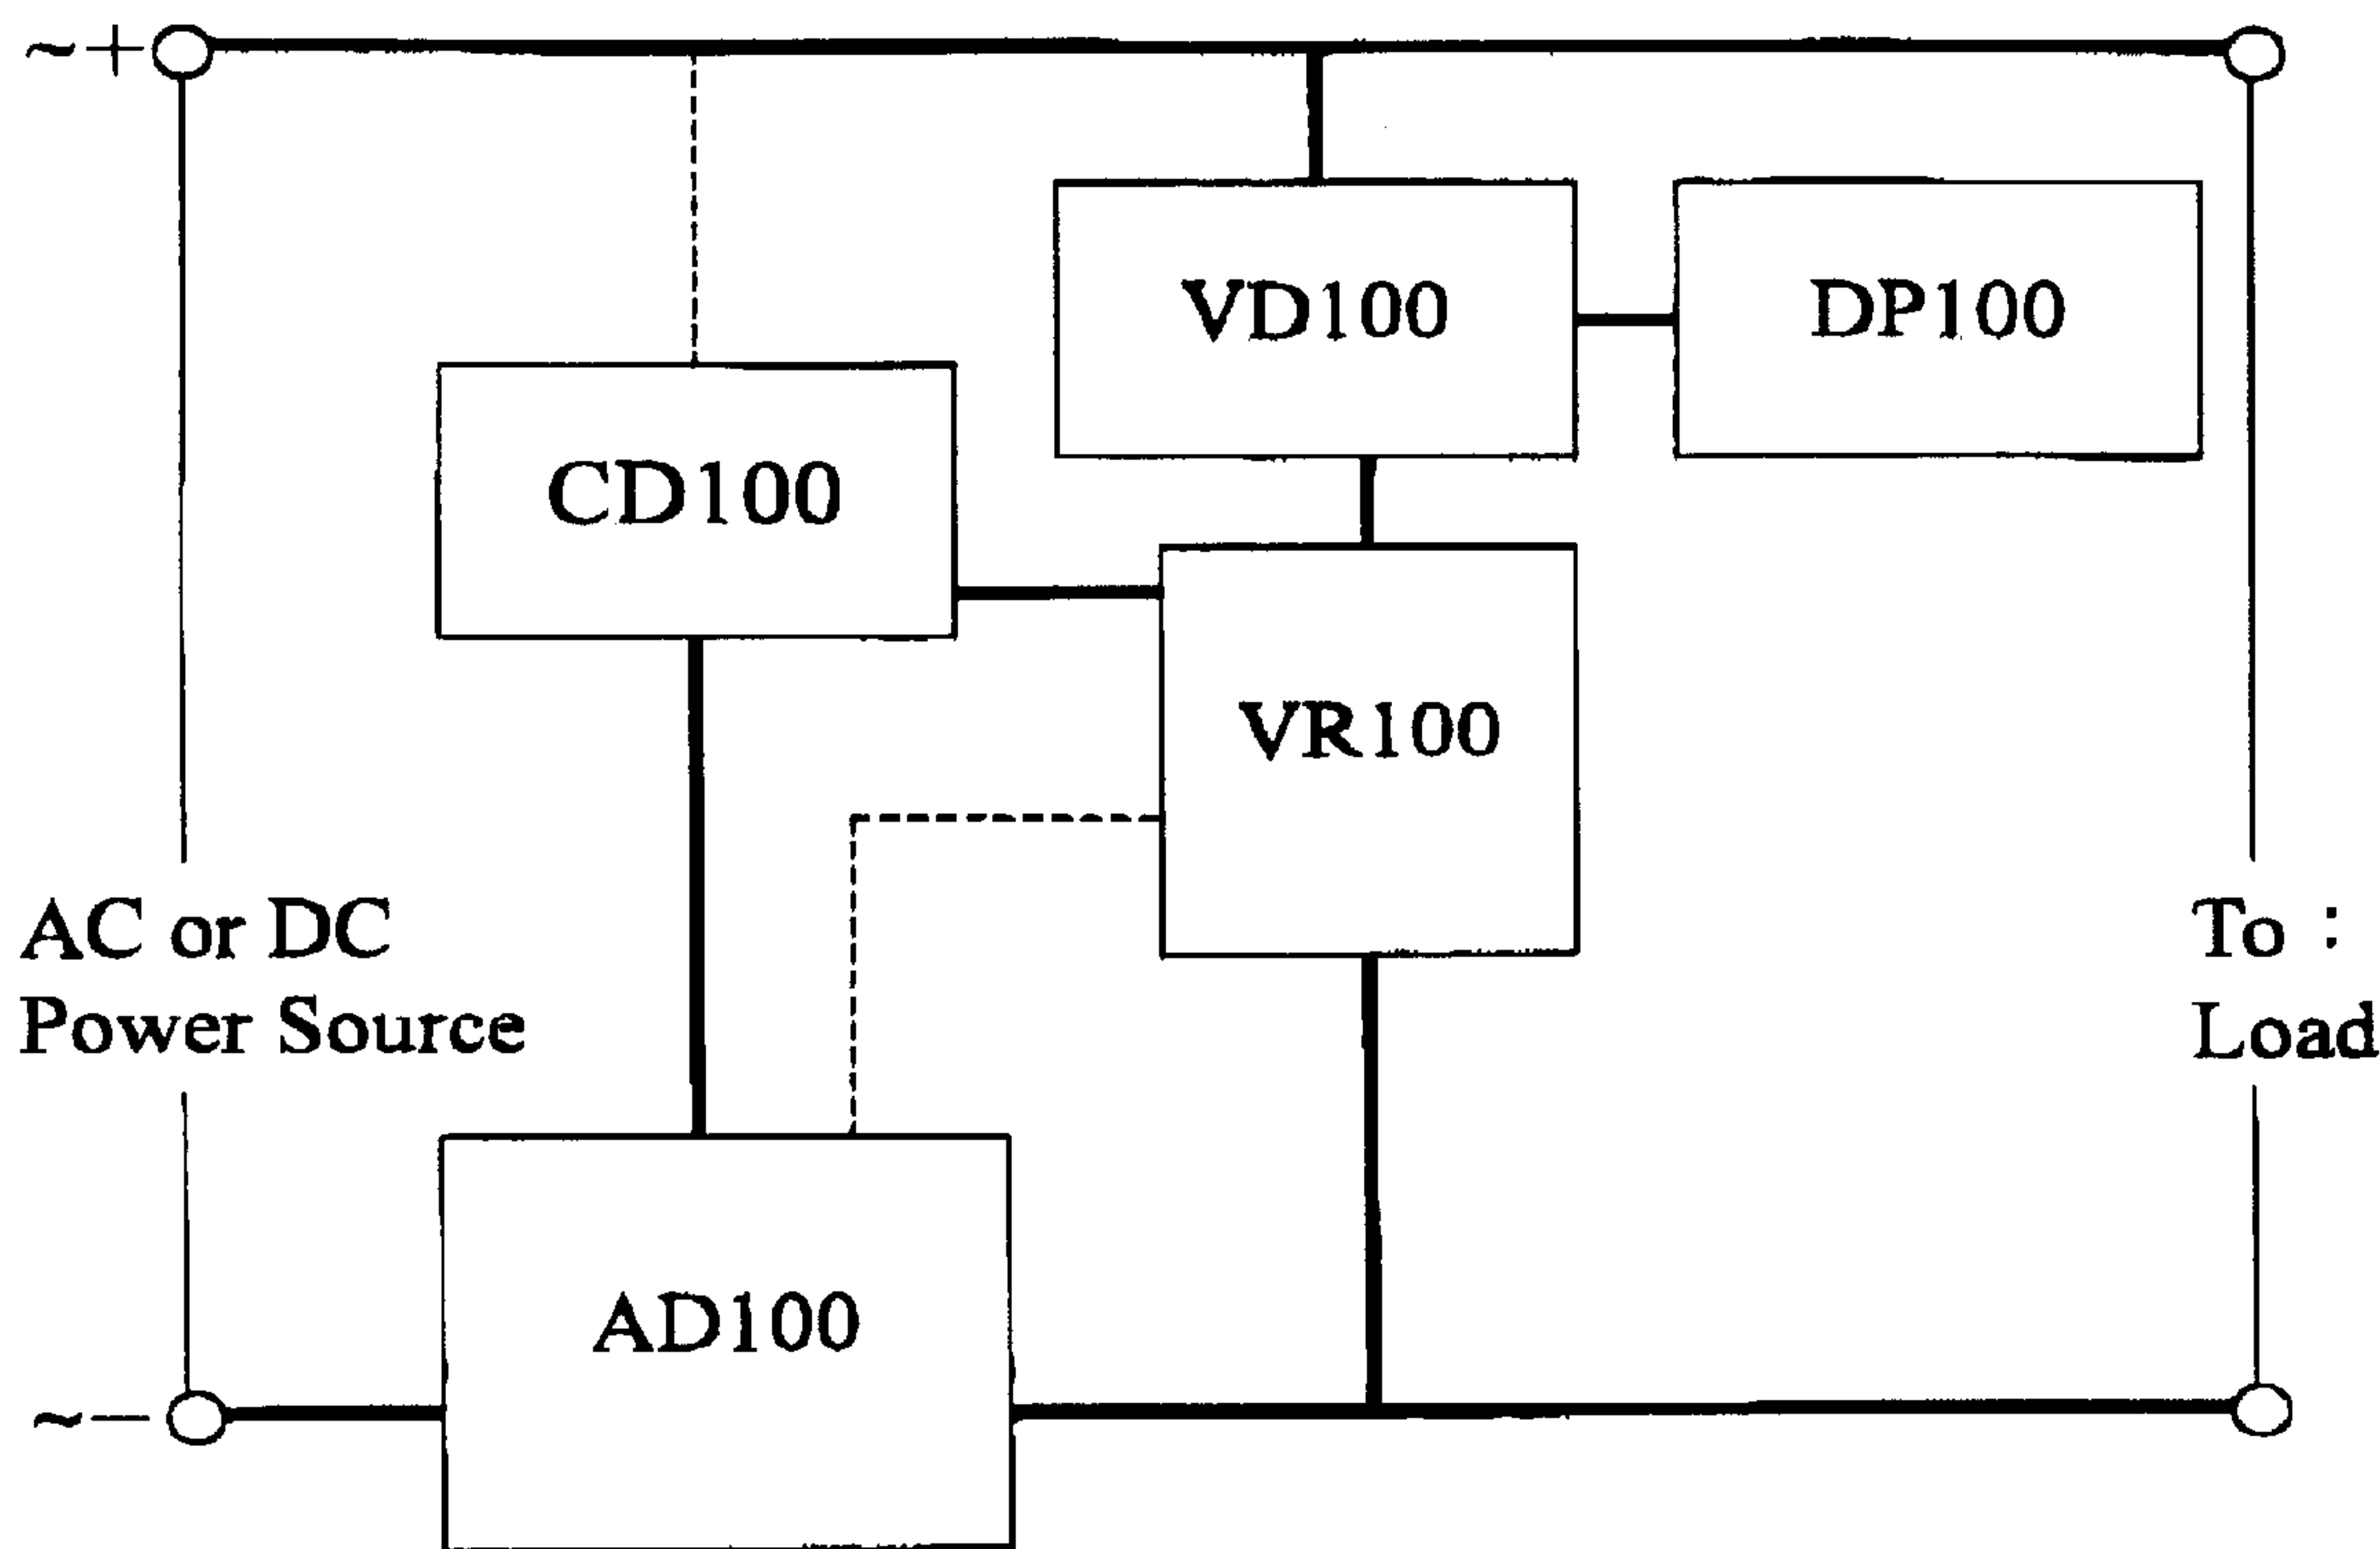 ~+
VD100
DP100
CD100
VR100
AC or DC
Power Source
To :
Load
AD100
~−